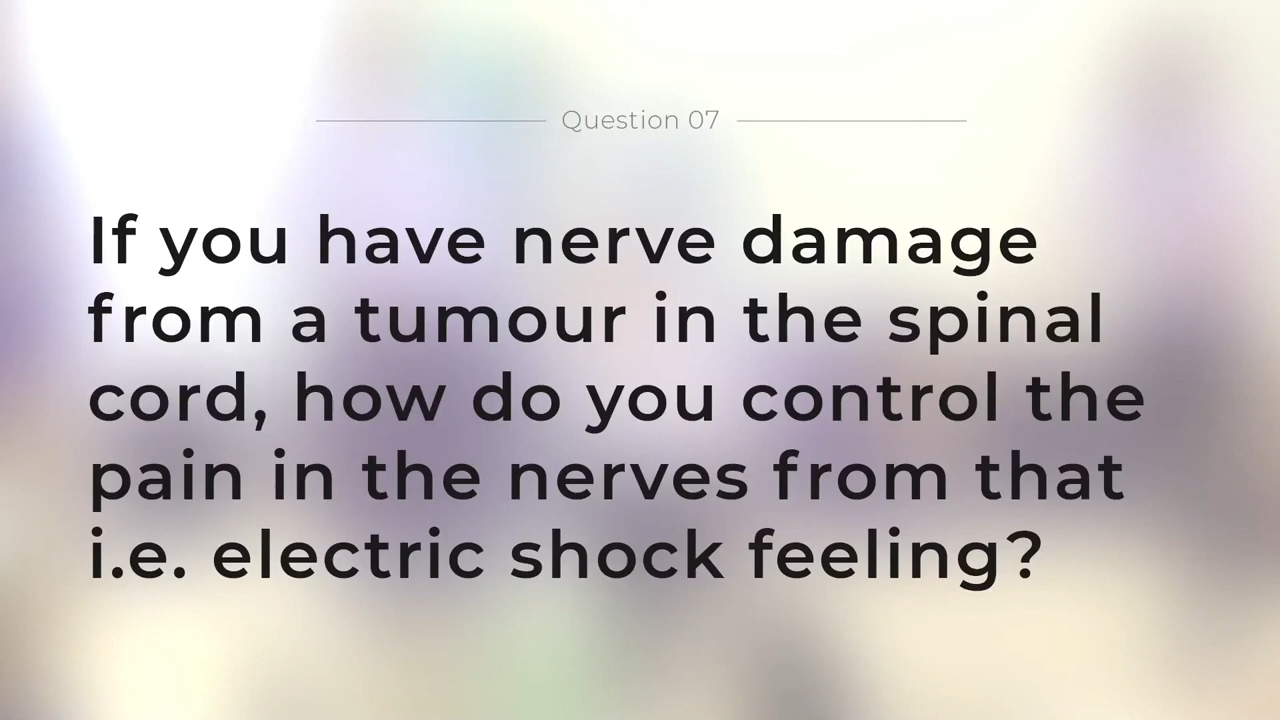 Question 07
If you have nerve damage
from a tumour in the spinal
cord, how do you control the
pain in the nerves from that
i.e. electric shock feeling?